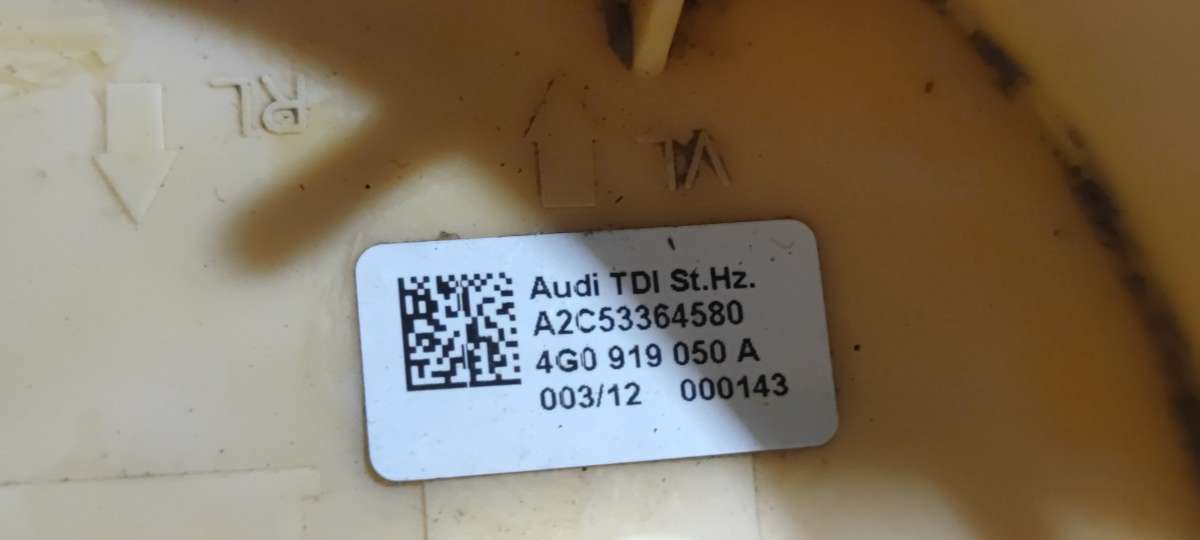 RL
VL
Audi TDI St.Hz.
A2C53364580
4G0 919 050 A
003/12 000143